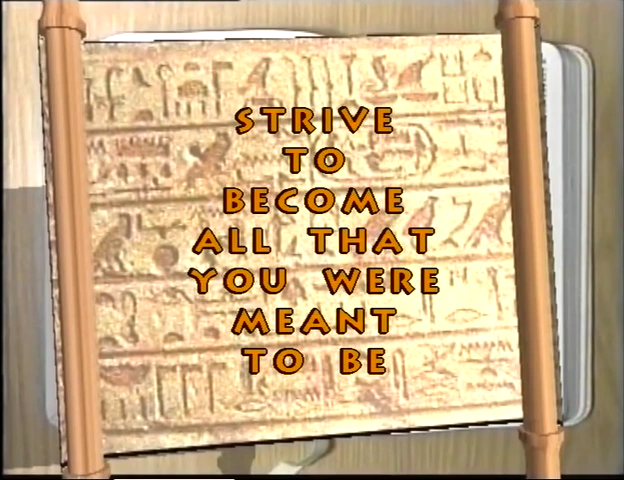 STRIVE
TO
BECOME
ALL THAT
YOU WERE
MEANT
TO BE